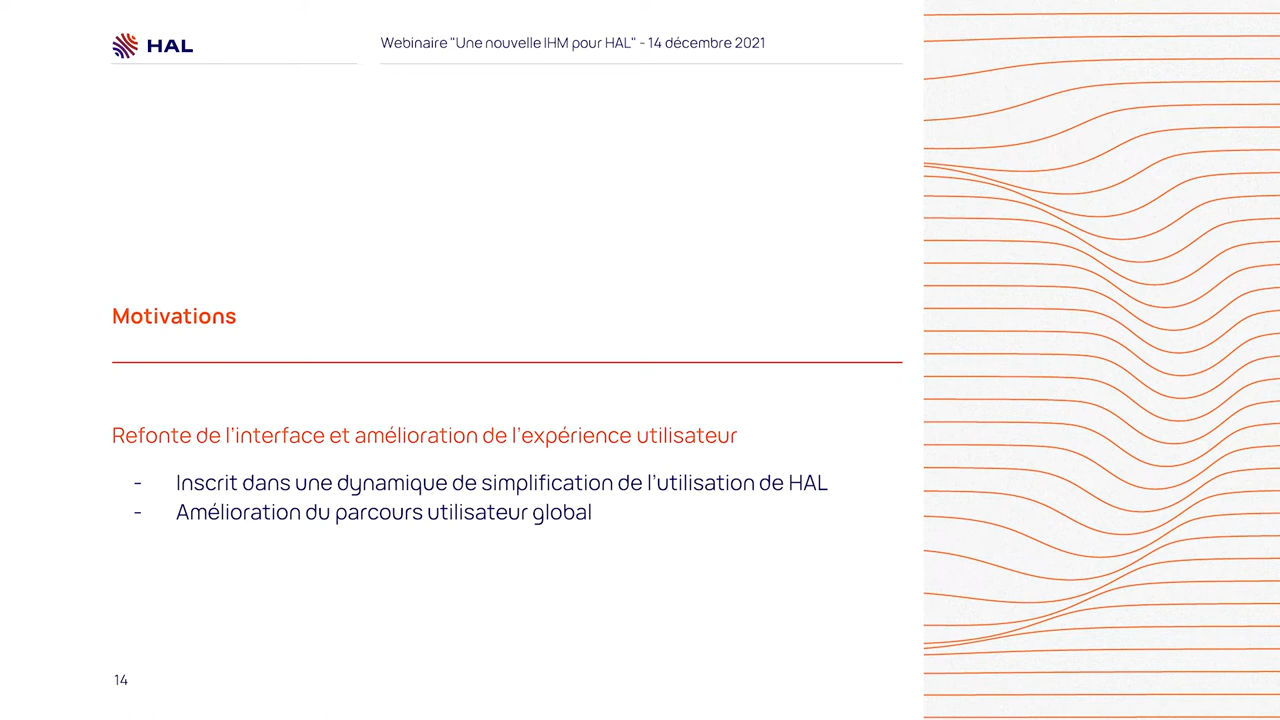 HAL
Webinaire "Une nouvelle IHM pour HAL" - 14 décembre 2021
Motivations
Refonte de l'interface et amélioration de l'expérience utilisateur
- Inscrit dans une dynamique de simplification de l'utilisation de HAL
- Amélioration du parcours utilisateur global
14